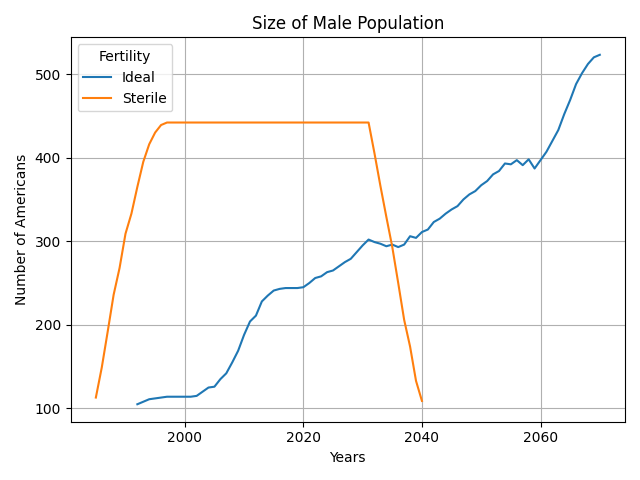 Size of Male Population
Fertility
Ideal
Sterile
Number of Americans
500
400
300
200
100
2000
2020
2040
2060
Years